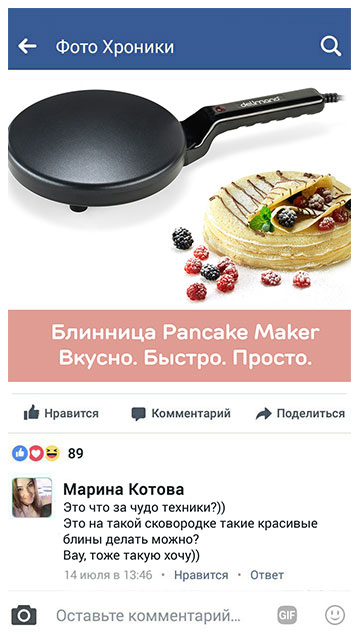 Фото Хроники
delimano
Блинница Pancake Maker
Вкусно. Быстро. Просто.
Нравится Комментарий Поделиться
89
Марина Котова
Это что за чудо техники?))
Это на такой сковородке такие красивые
блины делать можно?
Вау, тоже такую хочу))
14 июля в 13:46 · Нравится · Ответ
Оставьте комментарий... GIF